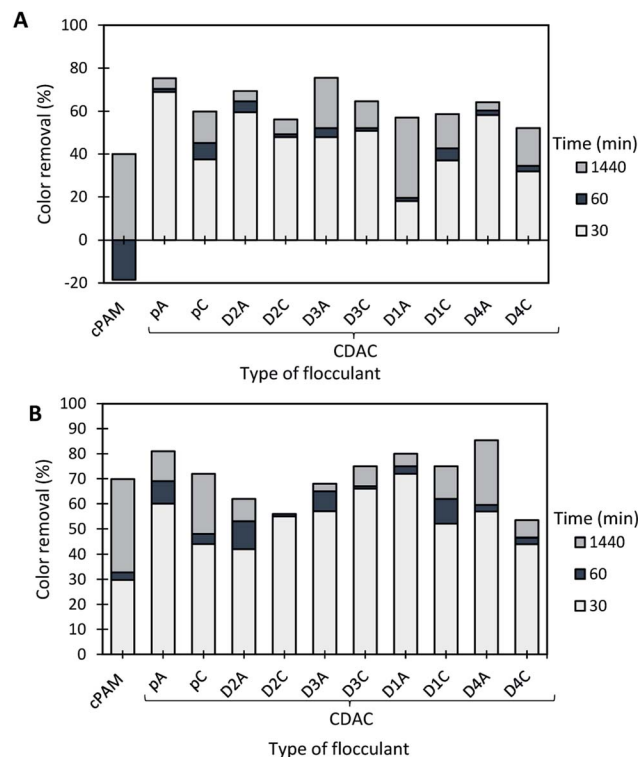 A
100
80
60
40
20
0
-20
Color removal (%)
cPAM pA pC D2A D2C D3A D3C D1A D1C D4A D4C
CDAC
Type of flocculant
Time (min)
1440
60
30
B
100
90
80
70
60
50
40
30
20
10
0
Color removal (%)
cPAM pA pC D2A D2C D3A D3C D1A D1C D4A D4C
CDAC
Type of flocculant
Time (min)
1440
60
30